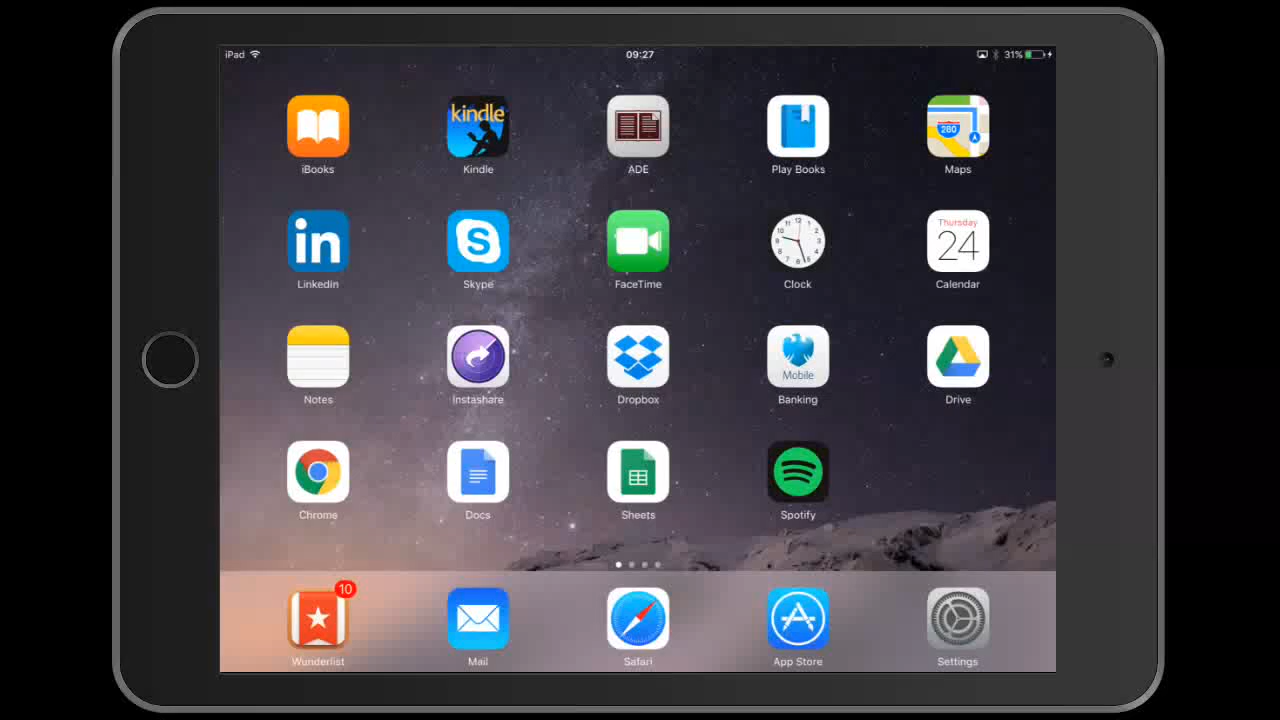 iPad 09:27 31%
kindle
280
iBooks Kindle ADE Play Books Maps
in
S
Thursday
24
LinkedIn Skype FaceTime Clock Calendar
Mobile
Notes Instashare Dropbox Banking Drive
Chrome Docs Sheets Spotify
10
Wunderlist Mail Safari App Store Settings